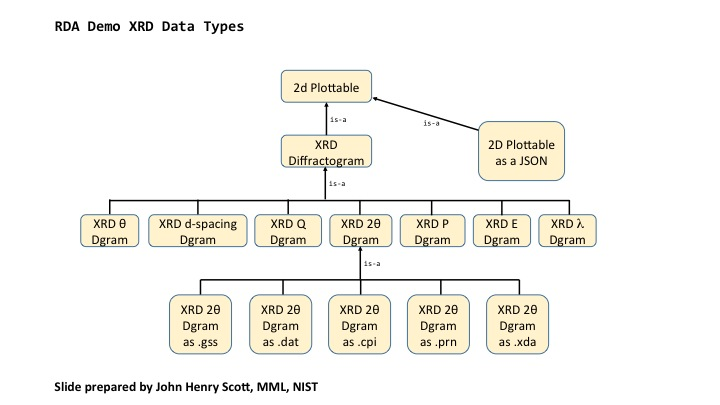 RDA Demo XRD Data Types
2d Plottable
is-a
is-a
XRD
Diffractogram
2D Plottable
as a JSON
is-a
XRD θ
Dgram
XRD d-spacing
Dgram
XRD Q
Dgram
XRD 2θ
Dgram
XRD P
Dgram
XRD E
Dgram
XRD λ
Dgram
is-a
XRD 2θ
Dgram
as .gss
XRD 2θ
Dgram
as .dat
XRD 2θ
Dgram
as .cpi
XRD 2θ
Dgram
as .prn
XRD 2θ
Dgram
as .xda
Slide prepared by John Henry Scott, MML, NIST